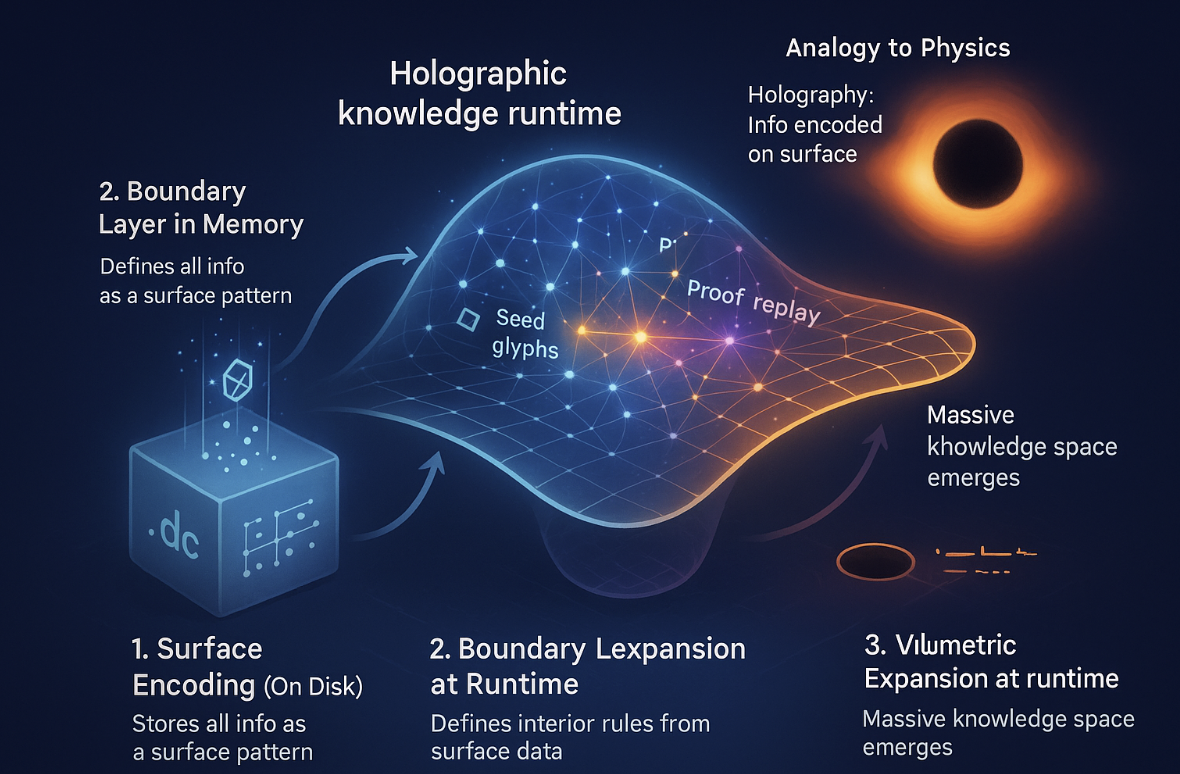 Analogy to Physics
Holographic
knowledge runtime
Holography:
Info encoded
on surface
2. Boundary
Layer in Memory
Defines all info
as a surface pattern
P
Proof replay
Seed
glyphs
Massive
khowledge space
emerges
.dc
1. Surface
Encoding (On Disk)
Stores all info as
a surface pattern
2. Boundary Lexpansion
at Runtime
Defines interior rules from
surface data
3. Vilumetric
Expansion at runtime
Massive knowledge space
emerges